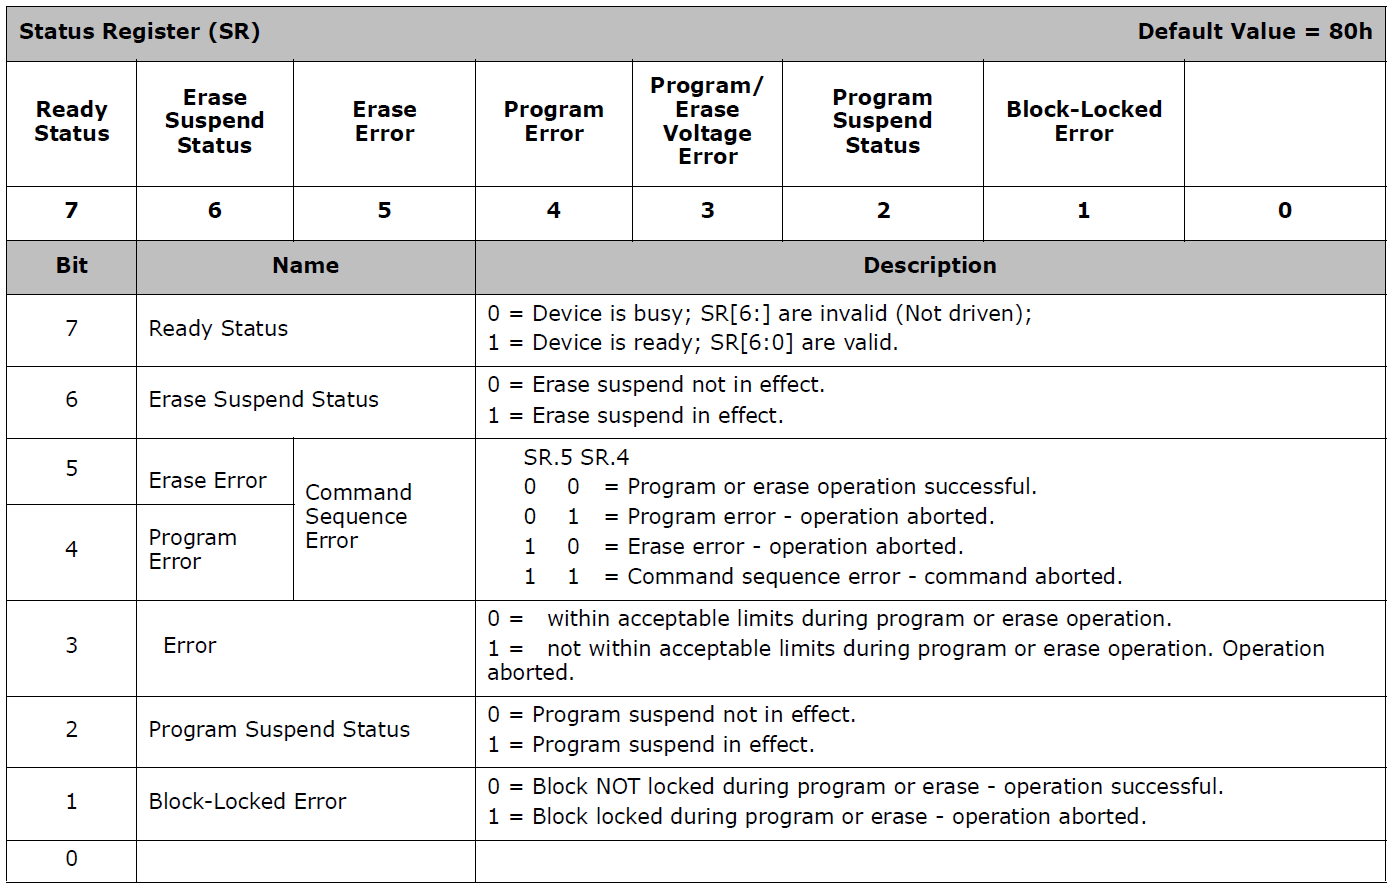 Status Register (SR) Default Value = 80h
Ready
Status
Erase
Suspend
Status
Erase
Error
Program
Error
Program/
Erase
Voltage
Error
Program
Suspend
Status
Block-Locked
Error
7 6 5 4 3 2 1 0
Bit Name Description
7 Ready Status
0 = Device is busy; SR[6:] are invalid (Not driven);
1 = Device is ready; SR[6:0] are valid.
6 Erase Suspend Status
0 = Erase suspend not in effect.
1 = Erase suspend in effect.
5 Erase Error
4 Program
Error
Command
Sequence
Error
SR.5 SR.4
0 0 = Program or erase operation successful.
0 1 = Program error - operation aborted.
1 0 = Erase error - operation aborted.
1 1 = Command sequence error - command aborted.
3 Error
0 = within acceptable limits during program or erase operation.
1 = not within acceptable limits during program or erase operation. Operation
aborted.
2 Program Suspend Status
0 = Program suspend not in effect.
1 = Program suspend in effect.
1 Block-Locked Error
0 = Block NOT locked during program or erase - operation successful.
1 = Block locked during program or erase - operation aborted.
0